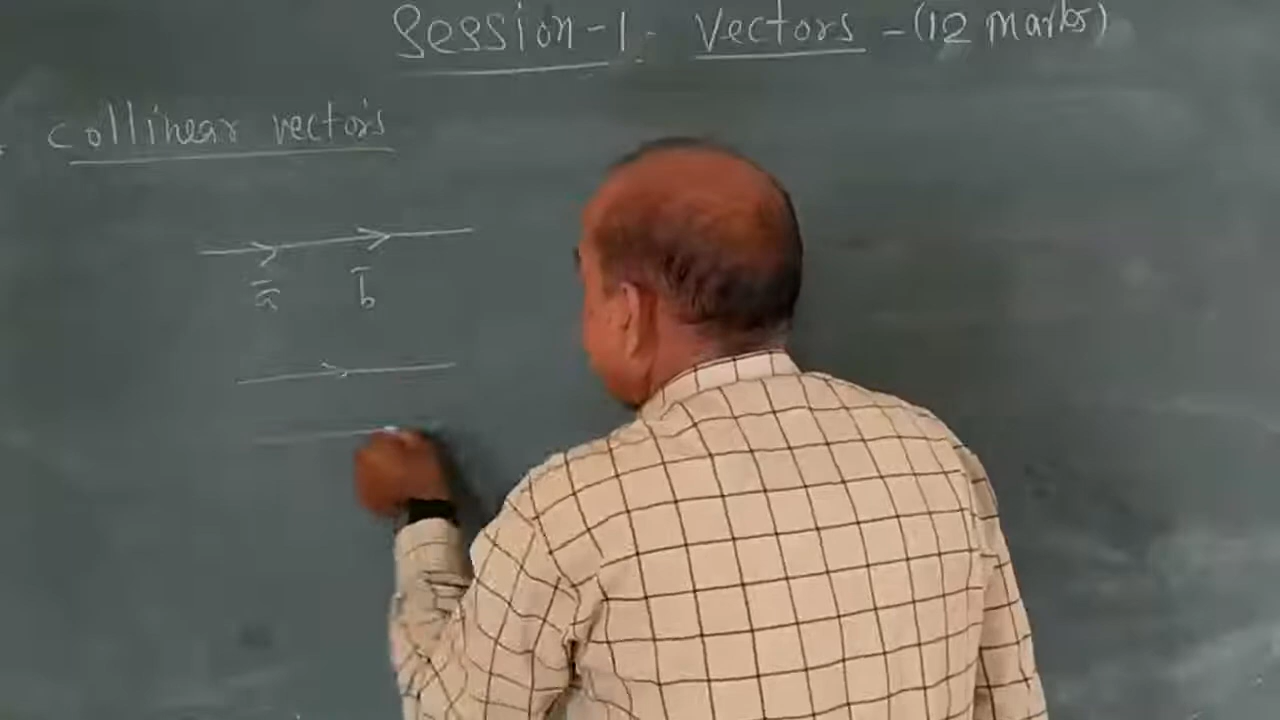 Session-1. Vectors - (12 marks)
collinear vectors
a̅ b̅